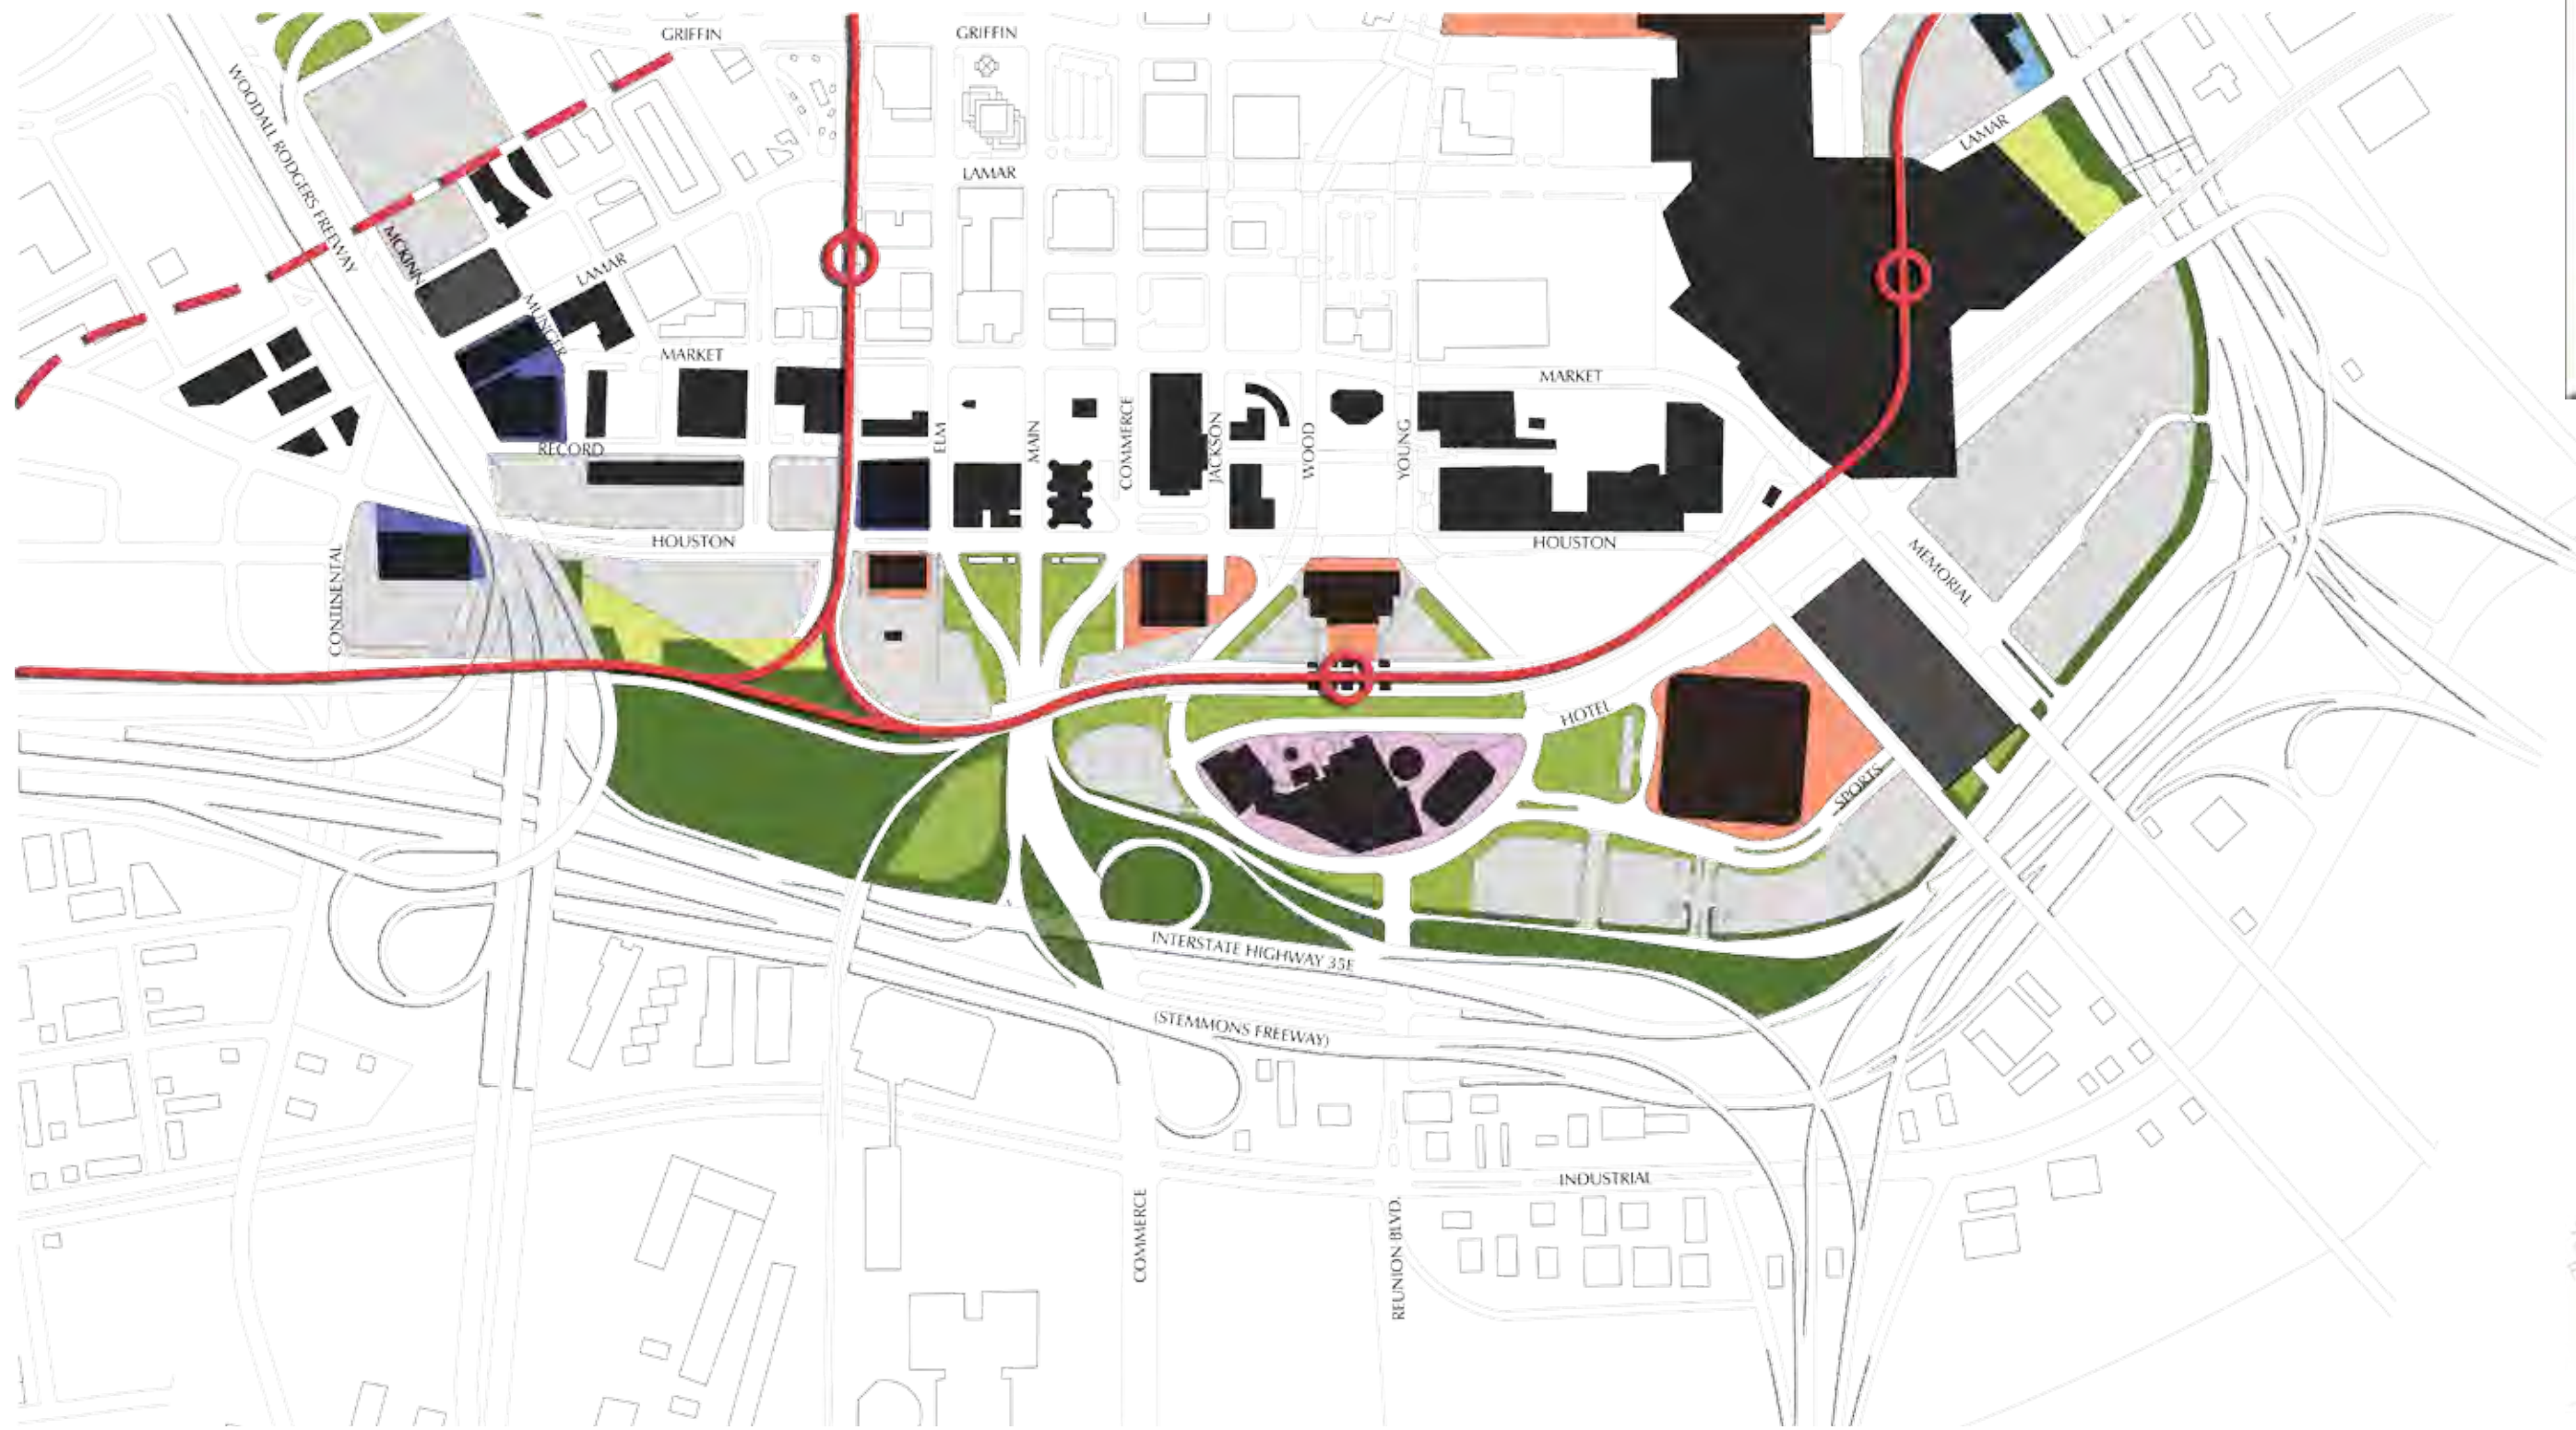 GRIFFIN
GRIFFIN
WOODALL RODGERS FREEWAY
LAMAR
LAMAR
MCKINN
LAMAR
MUNGER
MARKET
MARKET
RECORD
ELM
MAIN
COMMERCE
JACKSON
WOOD
YOUNG
HOUSTON
HOUSTON
CONTINENTAL
MEMORIAL
HOTEL
SPORTS
INTERSTATE HIGHWAY 35E
(STEMMONS FREEWAY)
INDUSTRIAL
COMMERCE
REUNION BLVD.